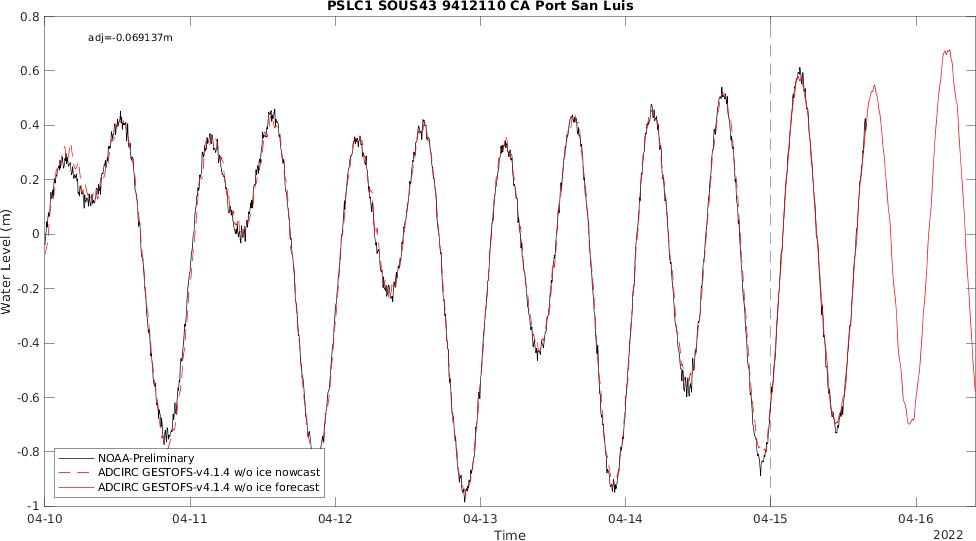 PSLC1 SOUS43 9412110 CA Port San Luis
adj=-0.069137m
0.8
0.6
0.4
0.2
0
-0.2
-0.4
-0.6
-0.8
-1
Water Level (m)
NOAA-Preliminary
ADCIRC GESTOFS-v4.1.4 w/o ice nowcast
ADCIRC GESTOFS-v4.1.4 w/o ice forecast
04-10 04-11 04-12 04-13 04-14 04-15 04-16
Time
2022